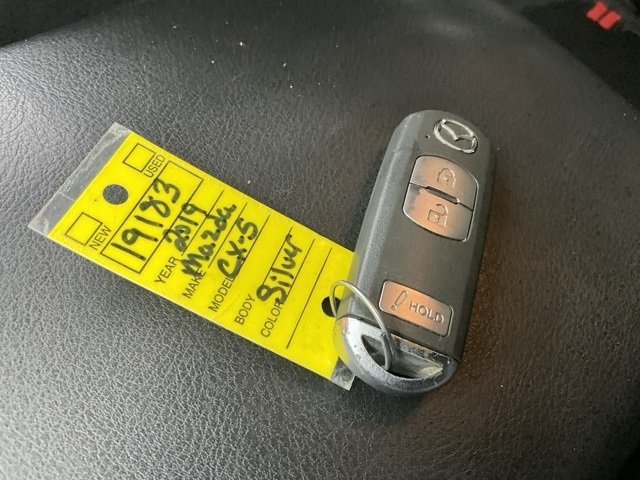 NEW USED
19183
YEAR 2019
MAKE Mazda
MODEL CX-5
BODY
COLOR Silver
HOLD